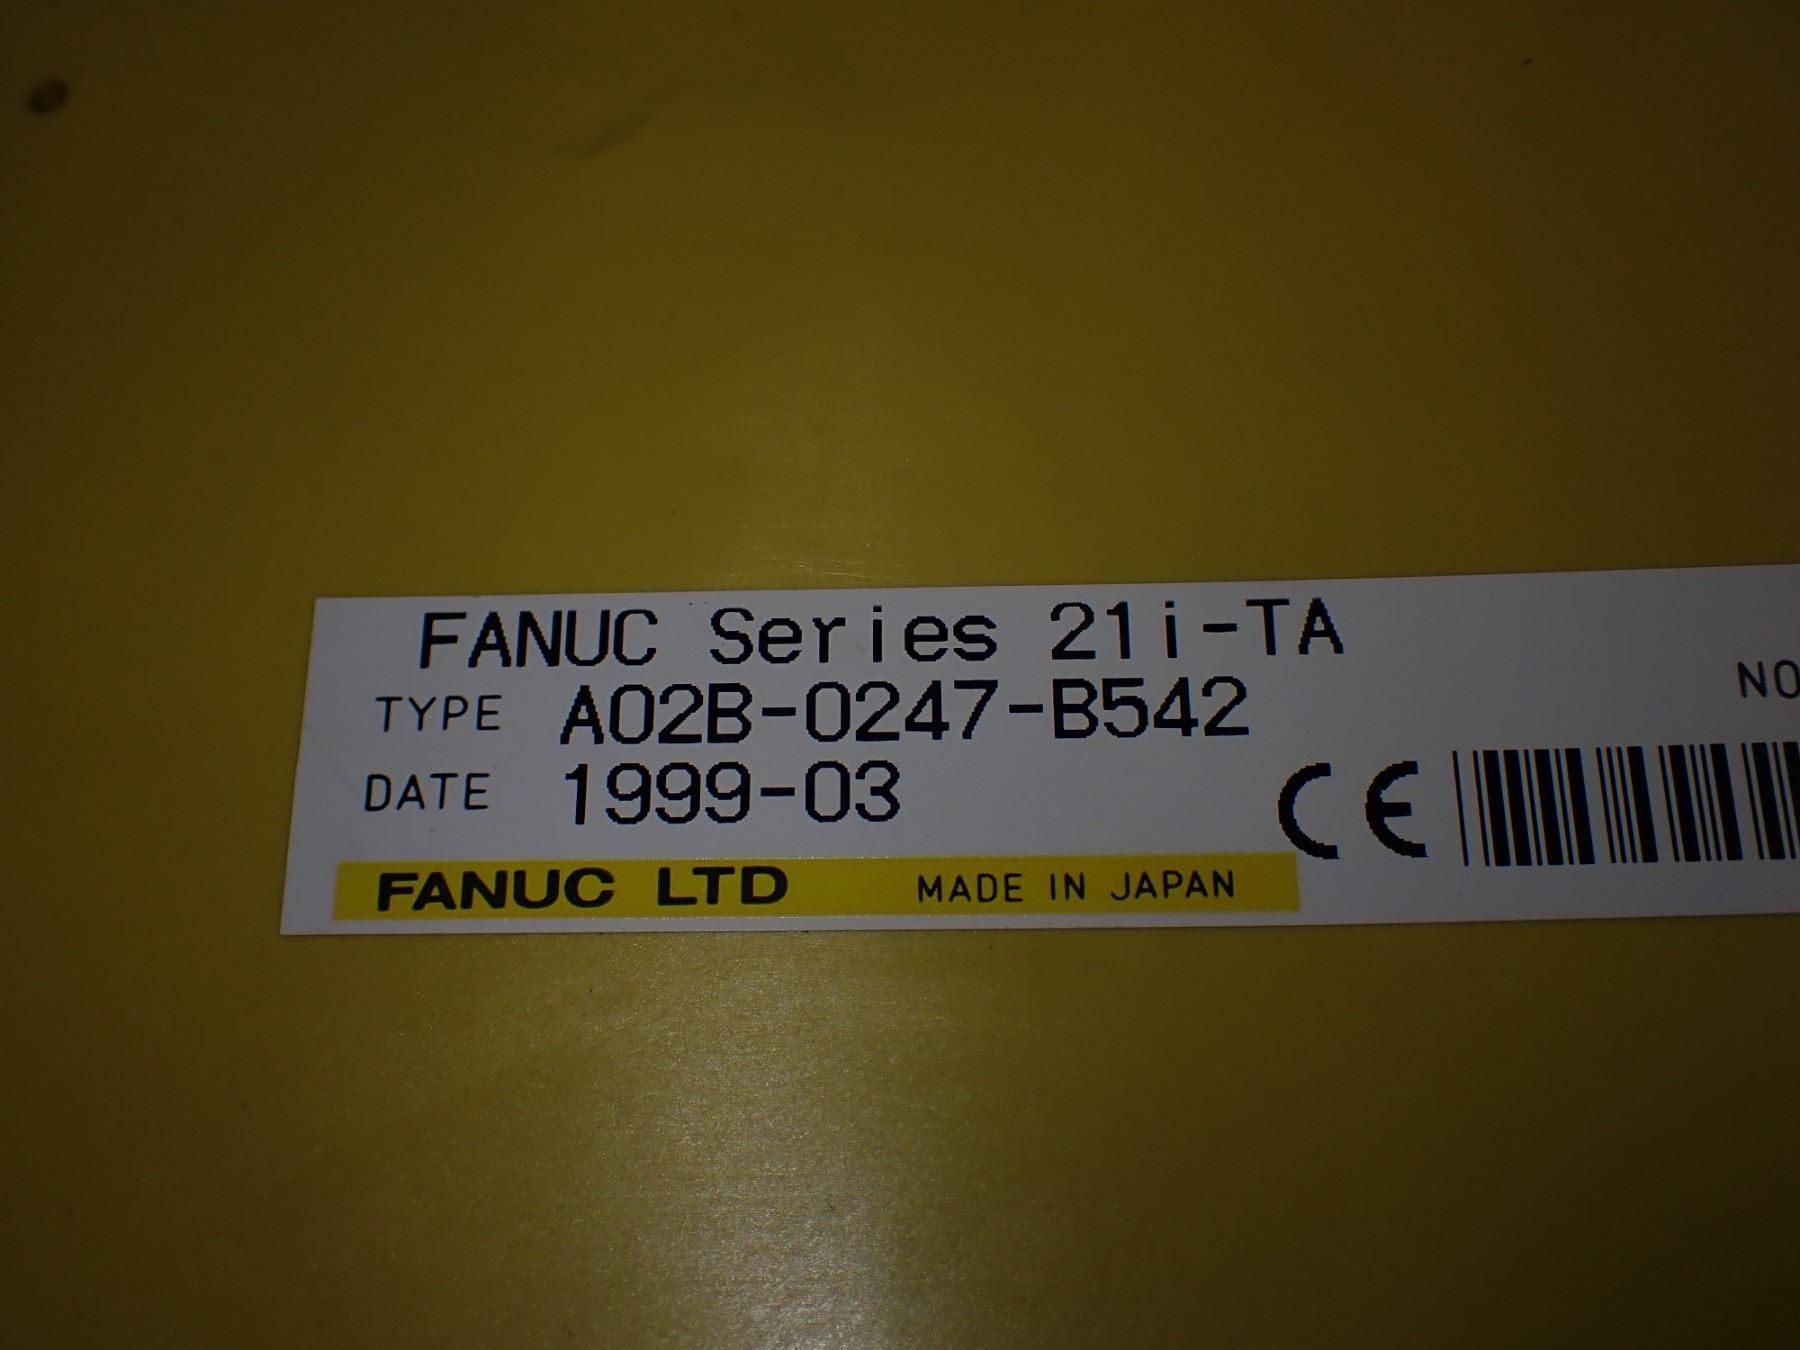 FANUC Series 21i-TA
NO
TYPE A02B-0247-B542
DATE 1999-03
CE
FANUC LTD MADE IN JAPAN